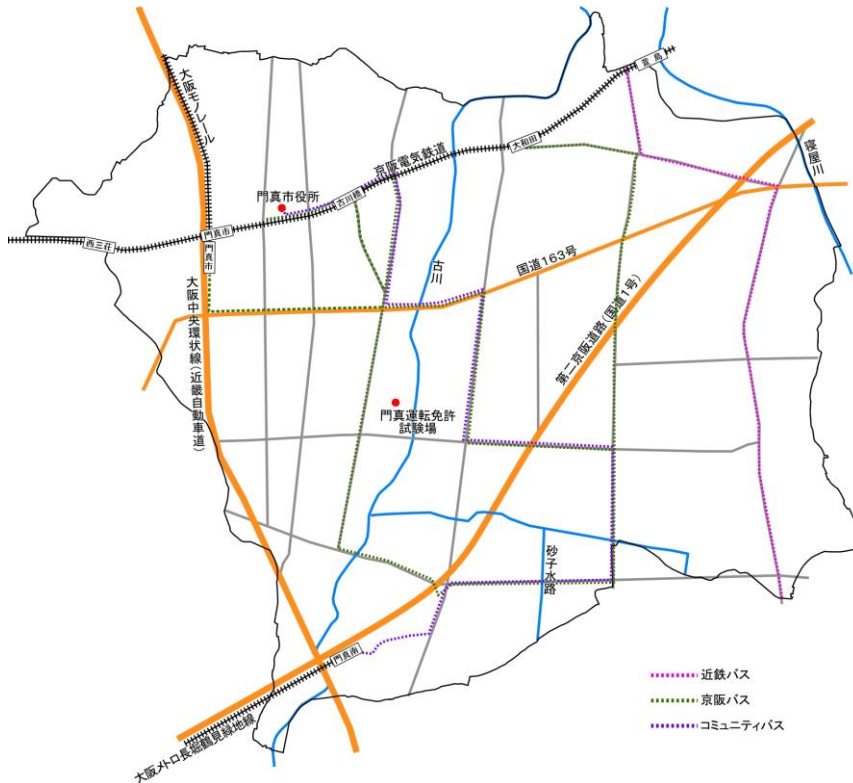 萱島
大阪モノレール
大和田
寝屋川
京阪電気鉄道
門真市役所
古川橋
門真市
西三荘
門真市
古川
国道163号
大阪中央環状線(近畿自動車道)
第二京阪道路(国道1号)
門真運転免許
試験場
砂子水路
門真南
大阪メトロ長堀鶴見緑地線
近鉄バス
京阪バス
コミュニティバス